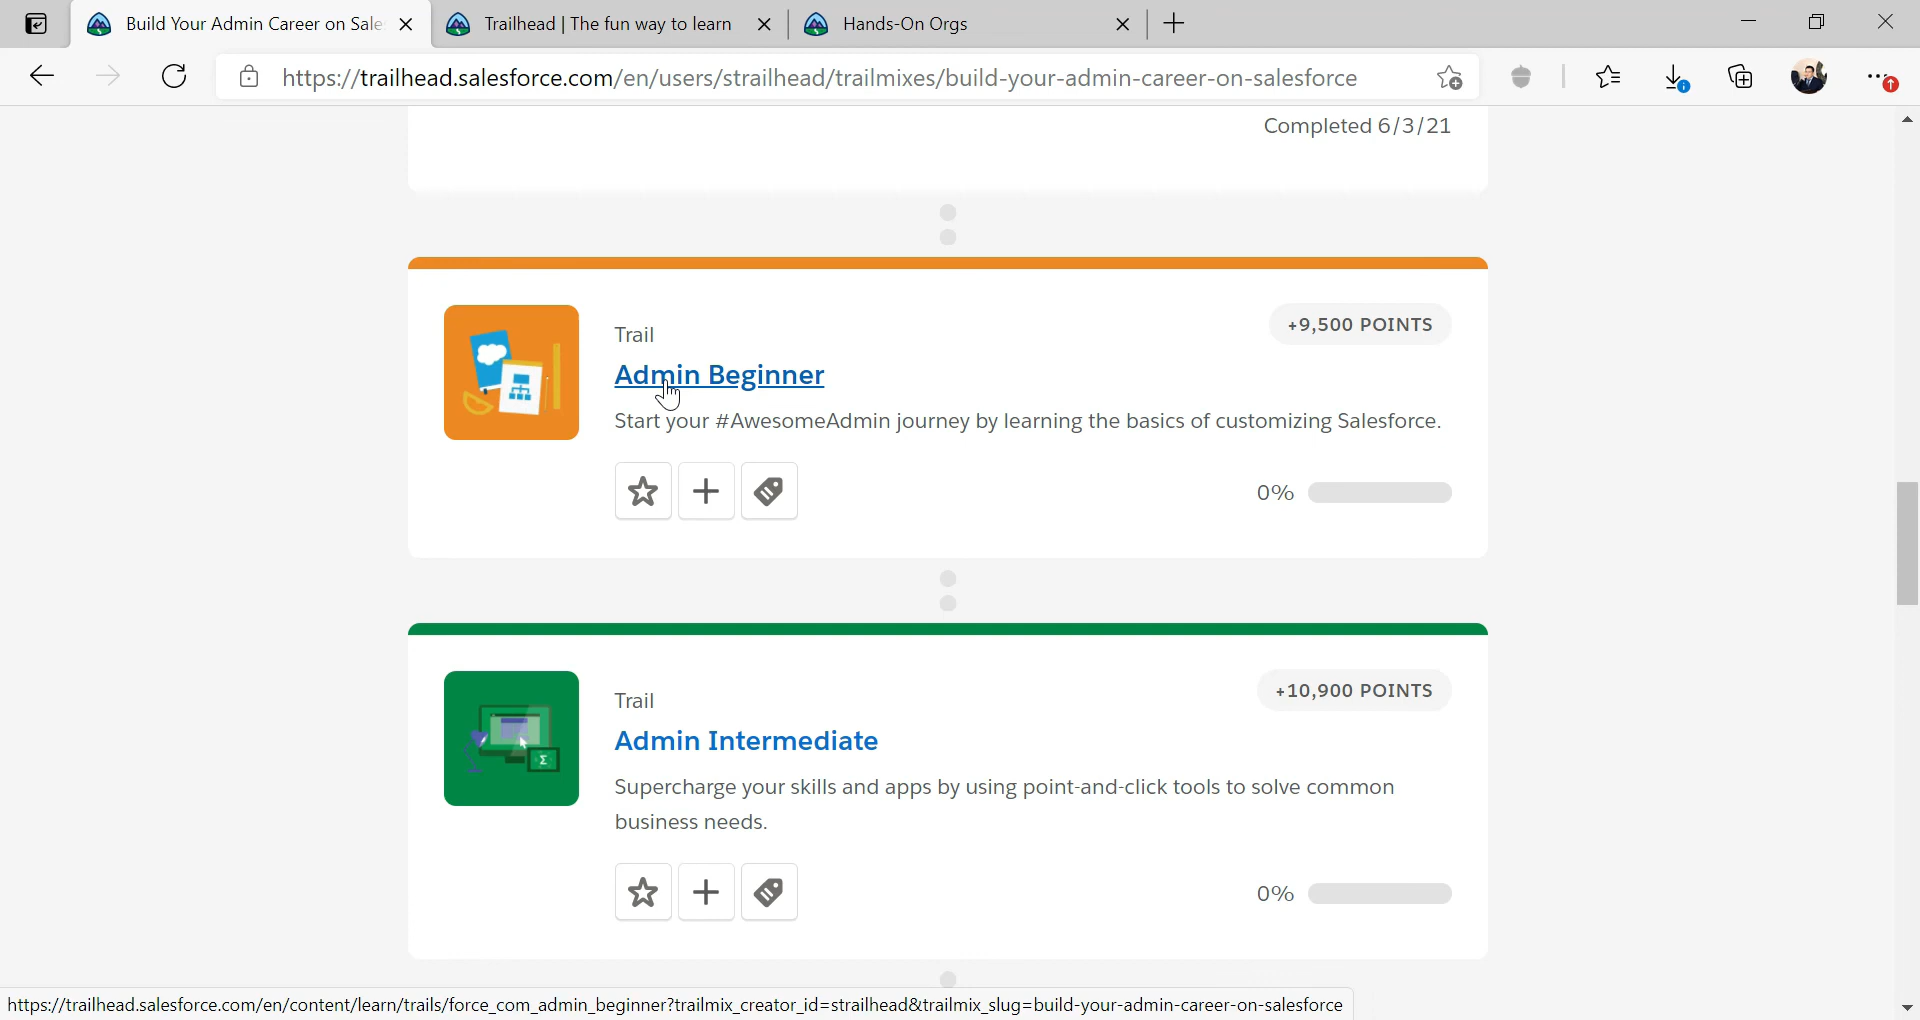 Build Your Admin Career on Sale
Trailhead | The fun way to learn
Hands-On Orgs
https://trailhead.salesforce.com/en/users/strailhead/trailmixes/build-your-admin-career-on-salesforce
Completed 6/3/21
+9,500 POINTS
Trail
Admin Beginner
Start your #AwesomeAdmin journey by learning the basics of customizing Salesforce.
0%
+10,900 POINTS
Trail
Admin Intermediate
Supercharge your skills and apps by using point-and-click tools to solve common
business needs.
0%
https://trailhead.salesforce.com/en/content/learn/trails/force_com_admin_beginner?trailmix_creator_id=strailhead&trailmix_slug=build-your-admin-career-on-salesforce